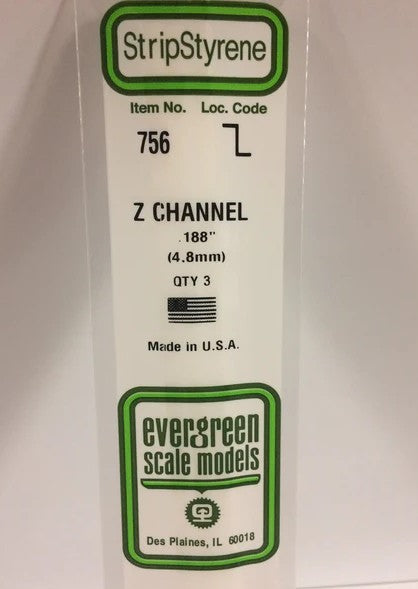 StripStyrene
Item No. Loc. Code
756
Z CHANNEL
.188"
(4.8mm)
QTY 3
Made in U.S.A.
evergreen
scale models
Des Plaines, IL 60018